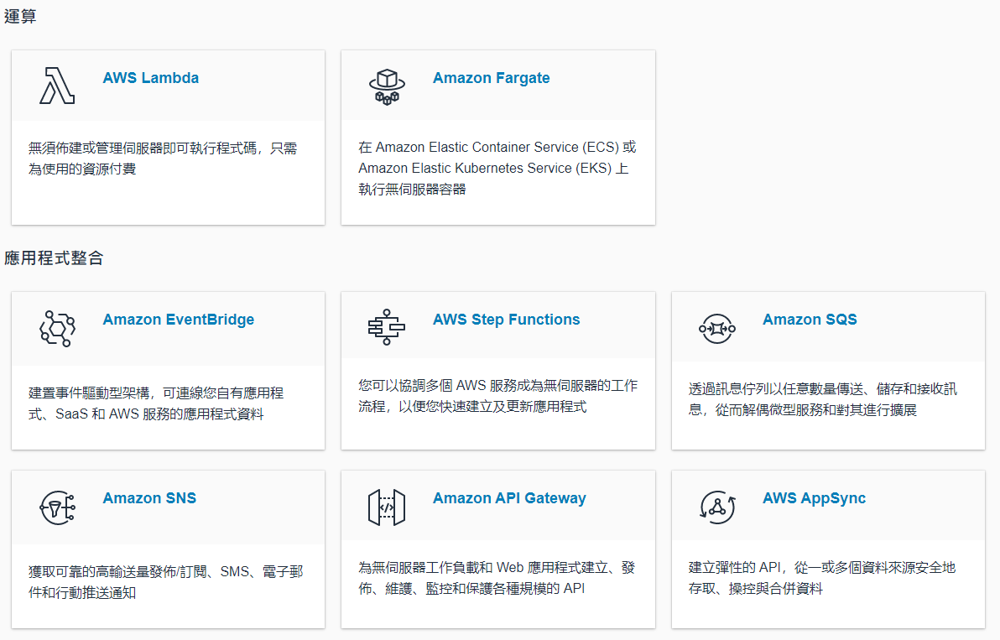 運算
AWS Lambda
無須佈建或管理伺服器即可執行程式碼，只需
為使用的資源付費
Amazon Fargate
在 Amazon Elastic Container Service (ECS) 或
Amazon Elastic Kubernetes Service (EKS) 上
執行無伺服器容器
應用程式整合
Amazon EventBridge
建置事件驅動型架構，可連線您自有應用程
式、SaaS 和 AWS 服務的應用程式資料
AWS Step Functions
您可以協調多個 AWS 服務成為無伺服器的工作
流程，以便您快速建立及更新應用程式
Amazon SQS
透過訊息佇列以任意數量傳送、儲存和接收訊
息，從而解偶微型服務和對其進行擴展
Amazon SNS
獲取可靠的高輸送量發佈/訂閱、SMS、電子郵
件和行動推送通知
Amazon API Gateway
為無伺服器工作負載和 Web 應用程式建立、發
佈、維護、監控和保護各種規模的 API
AWS AppSync
建立彈性的 API，從一或多個資料來源安全地
存取、操控與合併資料